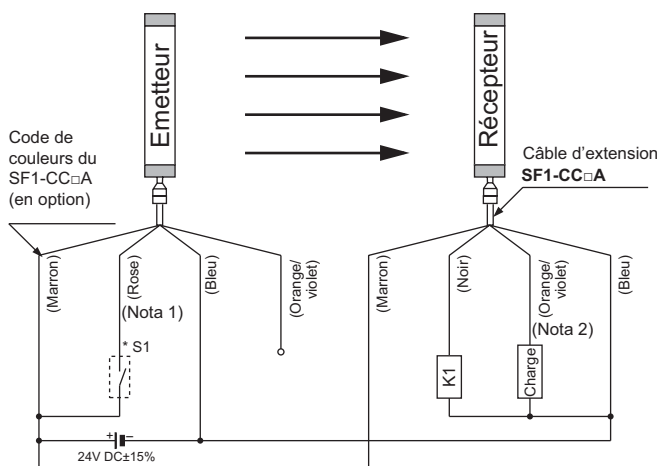 Emetteur
Récepteur
Code de
couleurs du
SF1-CC□A
(en option)
Câble d'extension
SF1-CC□A
(Marron)
(Rose)
(Bleu)
(Orange/
violet)
(Marron)
(Noir)
(Orange/
violet)
(Bleu)
(Nota 1)
(Nota 2)
* S1
K1
Charge
+ −
24V DC±15%